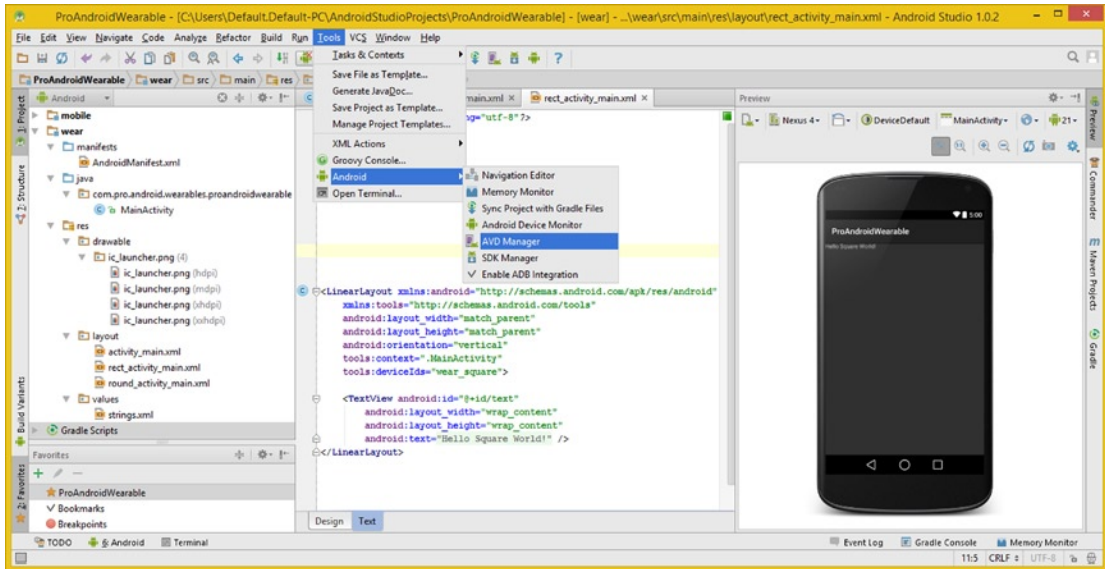 ProAndroidWearable - [C:\Users\Default.Default-PC\AndroidStudioProjects\ProAndroidWearable] - [wear] - ...\wear\src\main\res\layout\rect_activity_main.xml - Android Studio 1.0.2
File Edit View Navigate Code Analyze Refactor Build Run Tools VCS Window Help
ProAndroidWearable wear src main res
Tasks & Contexts
Save File as Template...
Generate JavaDoc...
Save Project as Template...
Manage Project Templates...
XML Actions
Groovy Console...
Android
Open Terminal...
Navigation Editor
Memory Monitor
Sync Project with Gradle Files
Android Device Monitor
AVD Manager
SDK Manager
Enable ADB Integration
1: Project
2: Structure
Build Variants
2: Favorites
Android
mobile
wear
manifests
AndroidManifest.xml
java
com.pro.android.wearables.proandroidwearable
MainActivity
res
drawable
ic_launcher.png (4)
ic_launcher.png (hdpi)
ic_launcher.png (mdpi)
ic_launcher.png (xhdpi)
ic_launcher.png (xxhdpi)
layout
activity_main.xml
rect_activity_main.xml
round_activity_main.xml
values
strings.xml
Gradle Scripts
Favorites
ProAndroidWearable
Bookmarks
Breakpoints
main.xml rect_activity_main.xml
ng="utf-8"?>
<LinearLayout xmlns:android="http://schemas.android.com/apk/res/android"
xmlns:tools="http://schemas.android.com/tools"
android:layout_width="match_parent"
android:layout_height="match_parent"
android:orientation="vertical"
tools:context=".MainActivity"
tools:deviceIds="wear_square">
<TextView android:id="@+id/text"
android:layout_width="wrap_content"
android:layout_height="wrap_content"
android:text="Hello Square World!" />
</LinearLayout>
Design Text
Preview
Nexus 4 DeviceDefault MainActivity 21
5:00
ProAndroidWearable
Hello Square World!
Preview
Commander
Maven Projects
Gradle
TODO 6: Android Terminal Event Log Gradle Console Memory Monitor
11:5 CRLF UTF-8